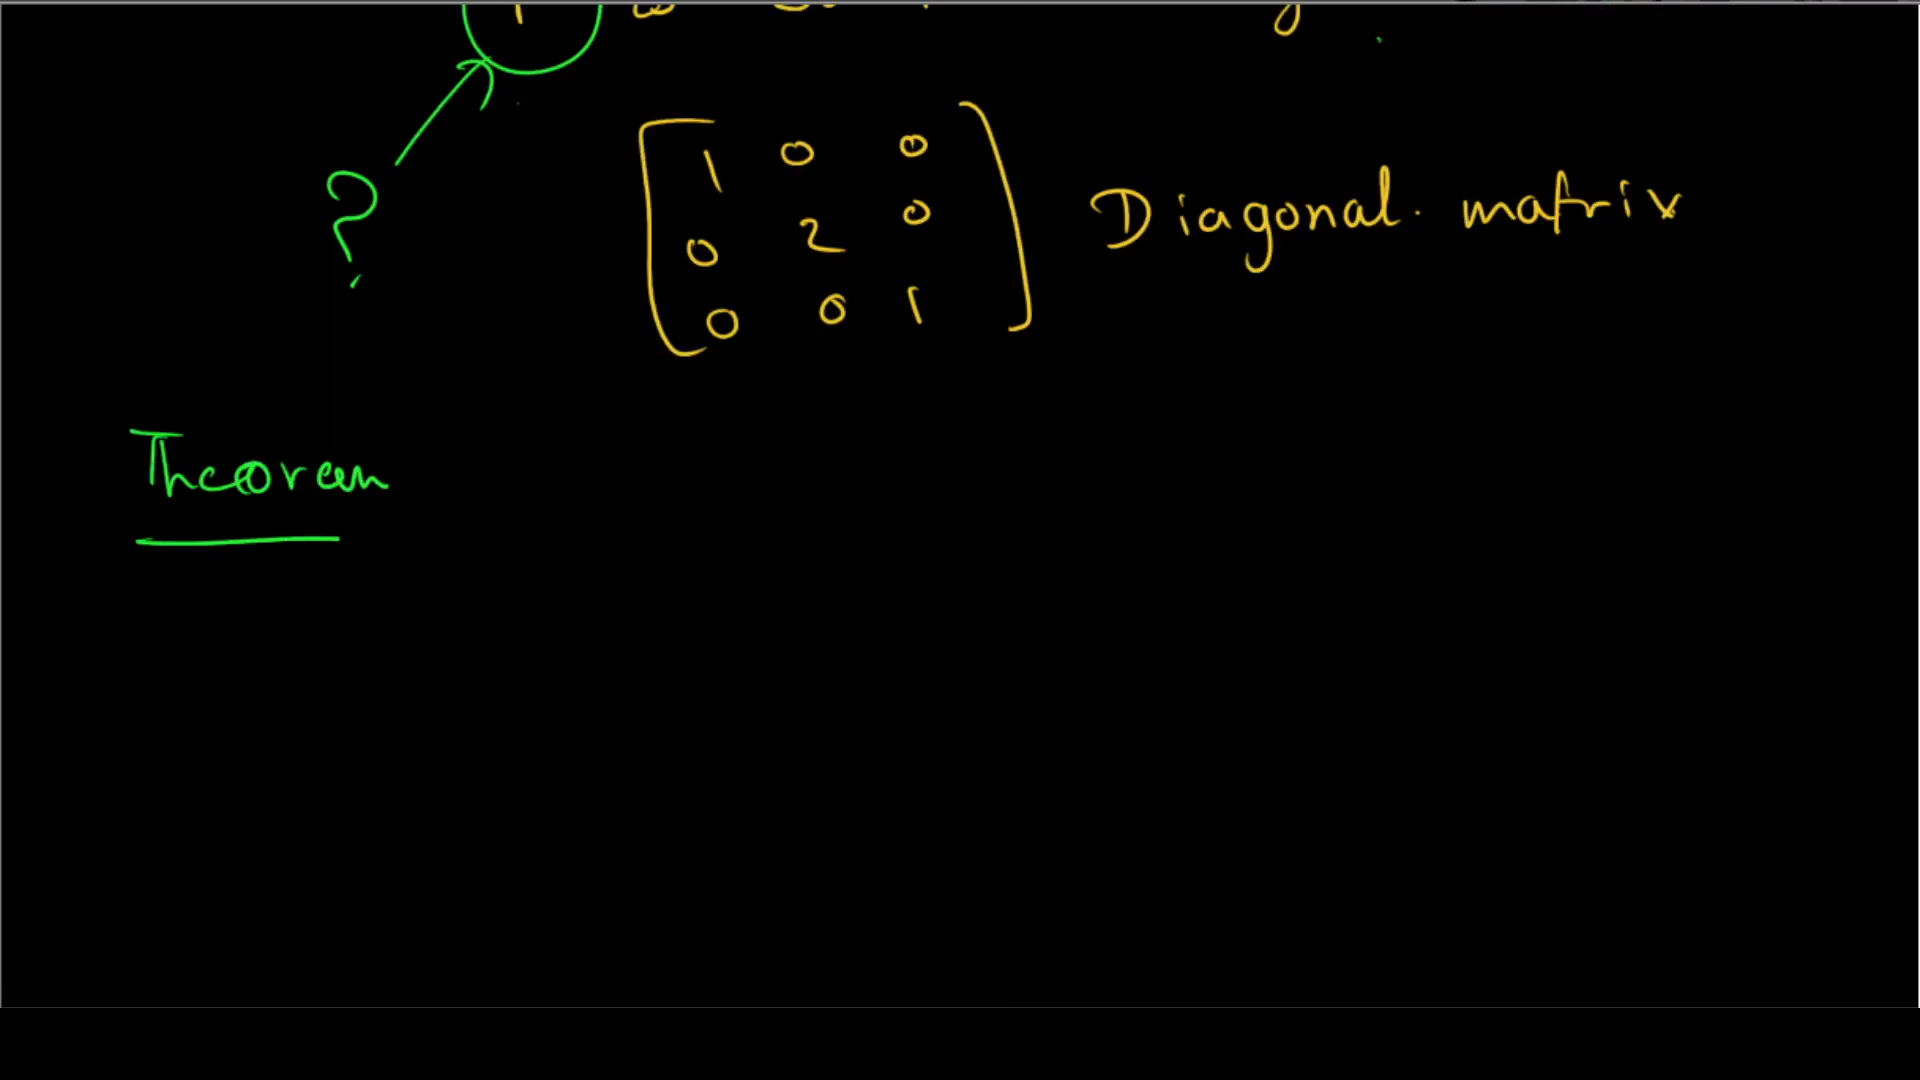 ?
1 0 0
0 2 0
0 0 1
Diagonal. matrix
Theorem